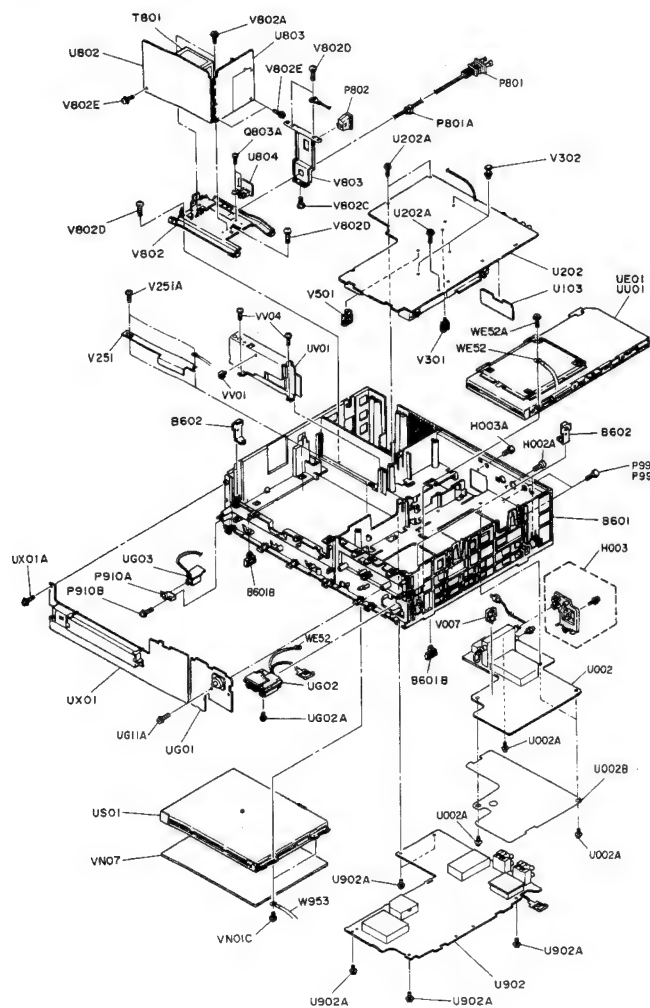 V802A
T801
U803
U802
V802D
P802
V802E
P801
V802E
Q803A
P801A
U804
U202A
V302
V803
V802D
V802C
V802D
U202A
V802
U202
V251A
V501
U103
UE01
UU01
VV04
WE52A
V251
UV01
V301
WE52
VV01
H003A
B602
B602
H002A
P99
P99
B601
UX01A
UG03
H003
P910A
P910B
B601B
WE52
V007
UG02
B601B
U002
UX01
UG02A
UG11A
UG01
U002A
U002B
US01
U002A
U002A
VN07
U902A
W953
VN01C
U902A
U902A
U902A
U902